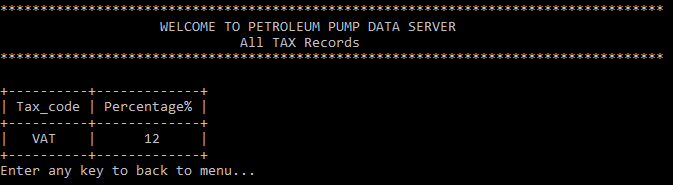 ***********************************************************************************
WELCOME TO PETROLEUM PUMP DATA SERVER
All TAX Records
***********************************************************************************
+----------+-------------+
| Tax_code | Percentage% |
+----------+-------------+
| VAT | 12 |
+----------+-------------+
Enter any key to back to menu...